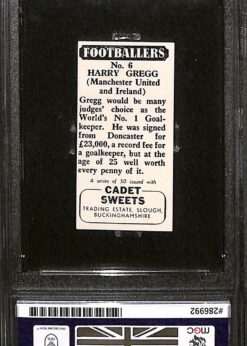 FOOTBALLERS
No. 6
HARRY GREGG
(Manchester United
and Ireland)
Gregg would be many
judges' choice as the
World's No. 1 Goal-
keeper. He was signed
from Doncaster for
£23,000, a record fee for
a goalkeeper, but at the
age of 25 well worth
every penny of it.
A series of 50 issued with
CADET
SWEETS
TRADING ESTATE, SLOUGH,
BUCKINGHAMSHIRE
#286992
MGC